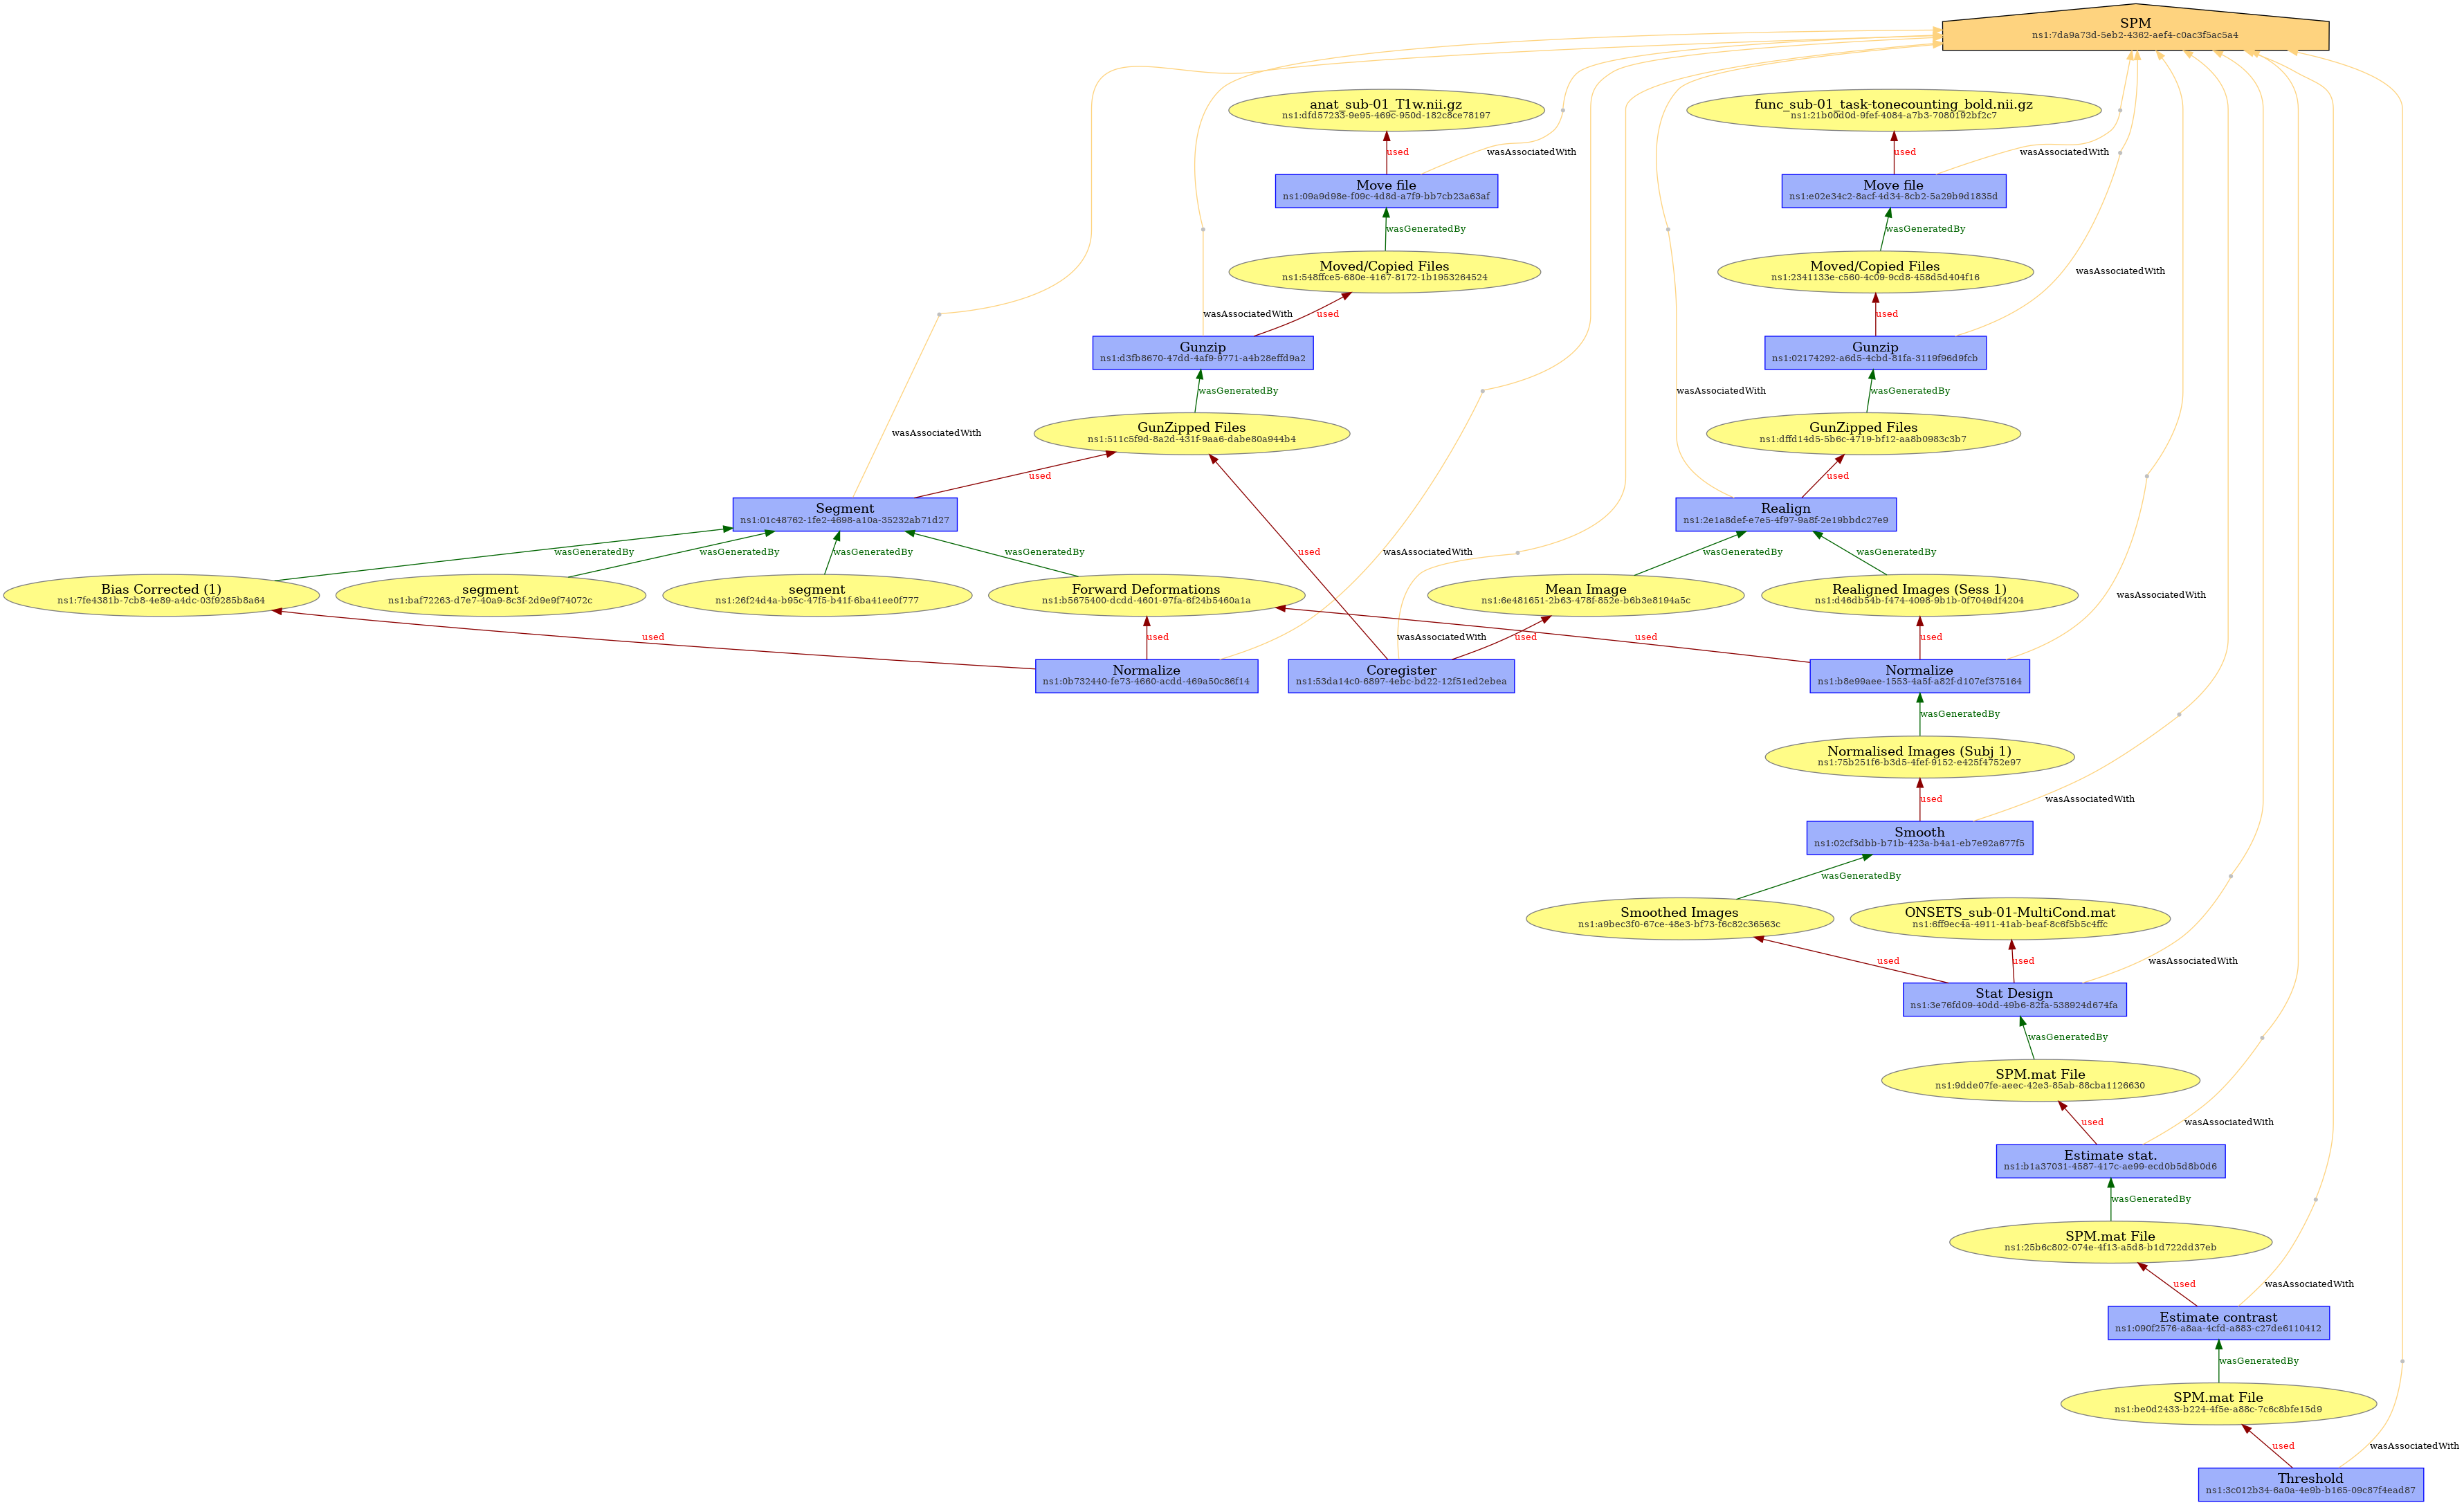 SPM
ns1:7da9a73d-5eb2-4362-aef4-c0ac3f5ac5a4
anat_sub-01_T1w.nii.gz
ns1:dfd57233-9e95-469c-950d-182c8ce78197
func_sub-01_task-tonecounting_bold.nii.gz
ns1:21b00d0d-9fef-4084-a7b3-7080192bf2c7
used
wasAssociatedWith
used
wasAssociatedWith
Move file
ns1:09a9d98e-f09c-4d8d-a7f9-bb7cb23a63af
Move file
ns1:e02e34c2-8acf-4d34-8cb2-5a29b9d1835d
wasGeneratedBy
wasGeneratedBy
Moved/Copied Files
ns1:548ffce5-680e-4167-8172-1b1953264524
Moved/Copied Files
ns1:2341133e-c560-4c09-9cd8-458d5d404f16
wasAssociatedWith
wasAssociatedWith
used
used
Gunzip
ns1:d3fb8670-47dd-4af9-9771-a4b28effd9a2
Gunzip
ns1:02174292-a6d5-4cbd-81fa-3119f96d9fcb
wasGeneratedBy
wasAssociatedWith
wasGeneratedBy
wasAssociatedWith
GunZipped Files
ns1:511c5f9d-8a2d-431f-9aa6-dabe80a944b4
GunZipped Files
ns1:dffd14d5-5b6c-4719-bf12-aa8b0983c3b7
used
used
Segment
ns1:01c48762-1fe2-4698-a10a-35232ab71d27
Realign
ns1:2e1a8def-e7e5-4f97-9a8f-2e19bbdc27e9
wasGeneratedBy
wasGeneratedBy
wasGeneratedBy
wasGeneratedBy
used
wasAssociatedWith
wasGeneratedBy
wasGeneratedBy
Bias Corrected (1)
ns1:7fe4381b-7cb8-4e89-a4dc-03f9285b8a64
segment
ns1:baf72263-d7e7-40a9-8c3f-2d9e9f74072c
segment
ns1:26f24d4a-b95c-47f5-b41f-6ba41ee0f777
Forward Deformations
ns1:b5675400-dcdd-4601-97fa-6f24b5460a1a
Mean Image
ns1:6e481651-2b63-478f-852e-b6b3e8194a5c
Realigned Images (Sess 1)
ns1:d46db54b-f474-4098-9b1b-0f7049df4204
wasAssociatedWith
used
used
wasAssociatedWith
used
used
used
Normalize
ns1:0b732440-fe73-4660-acdd-469a50c86f14
Coregister
ns1:53da14c0-6897-4ebc-bd22-12f51ed2ebea
Normalize
ns1:b8e99aee-1553-4a5f-a82f-d107ef375164
wasGeneratedBy
Normalised Images (Subj 1)
ns1:75b251f6-b3d5-4fef-9152-e425f4752e97
used
wasAssociatedWith
Smooth
ns1:02cf3dbb-b71b-423a-b4a1-eb7e92a677f5
wasGeneratedBy
Smoothed Images
ns1:a9bec3f0-67ce-48e3-bf73-f6c82c36563c
ONSETS_sub-01-MultiCond.mat
ns1:6ff9ec4a-4911-41ab-beaf-8c6f5b5c4ffc
used
used
wasAssociatedWith
Stat Design
ns1:3e76fd09-40dd-49b6-82fa-538924d674fa
wasGeneratedBy
SPM.mat File
ns1:9dde07fe-aeec-42e3-85ab-88cba1126630
used
wasAssociatedWith
Estimate stat.
ns1:b1a37031-4587-417c-ae99-ecd0b5d8b0d6
wasGeneratedBy
SPM.mat File
ns1:25b6c802-074e-4f13-a5d8-b1d722dd37eb
used
wasAssociatedWith
Estimate contrast
ns1:090f2576-a8aa-4cfd-a883-c27de6110412
wasGeneratedBy
SPM.mat File
ns1:be0d2433-b224-4f5e-a88c-7c6c8bfe15d9
used
wasAssociatedWith
Threshold
ns1:3c012b34-6a0a-4e9b-b165-09c87f4ead87